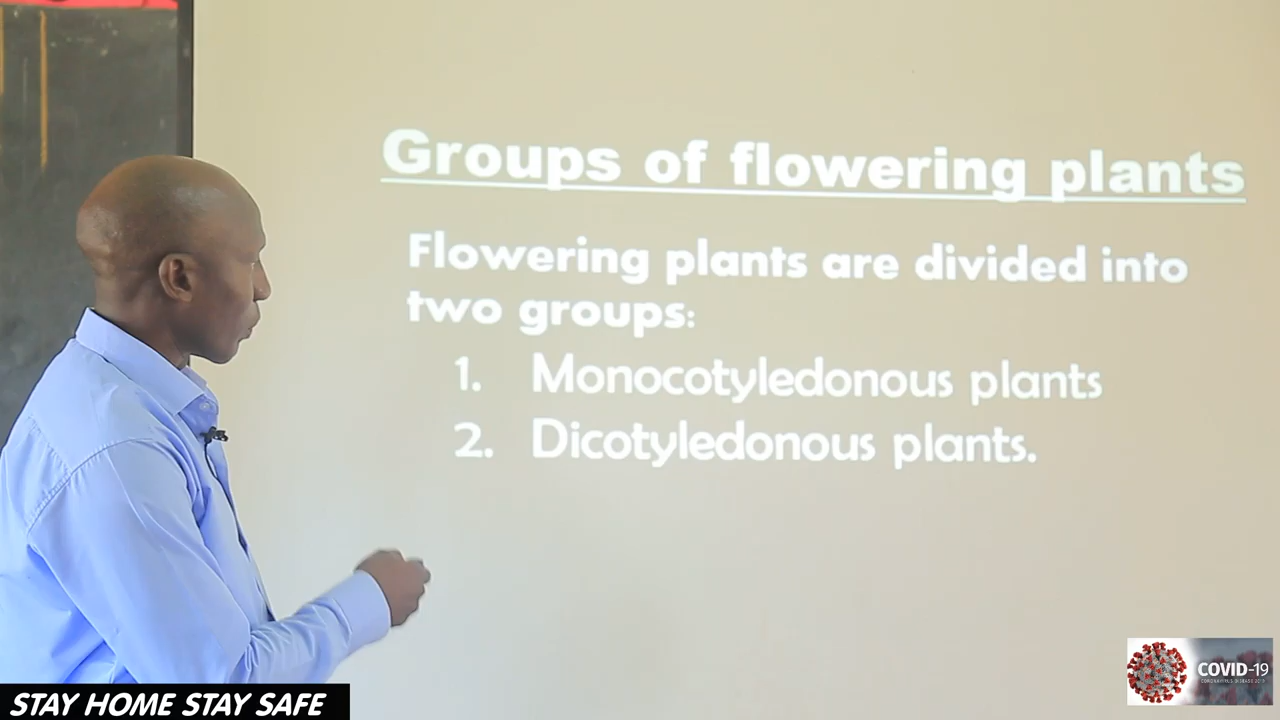 Groups of flowering plants
Flowering plants are divided into
two groups:
1. Monocotyledonous plants
2. Dicotyledonous plants.
COVID-19
STAY HOME STAY SAFE